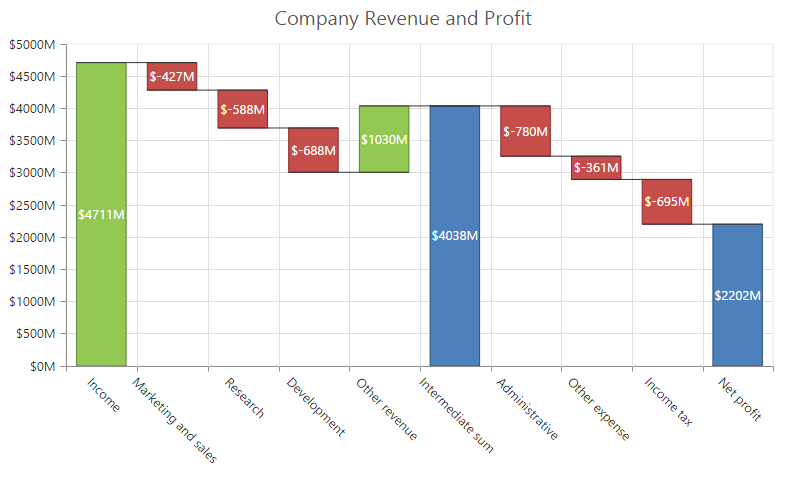 Company Revenue and Profit
$5000M
$4500M
$4000M
$3500M
$3000M
$2500M
$2000M
$1500M
$1000M
$500M
$0M
$4711M
$-427M
$-588M
$-688M
$1030M
$4038M
$-780M
$-361M
$-695M
$2202M
Income
Marketing and sales
Research
Development
Other revenue
Intermediate sum
Administrative
Other expense
Income tax
Net profit